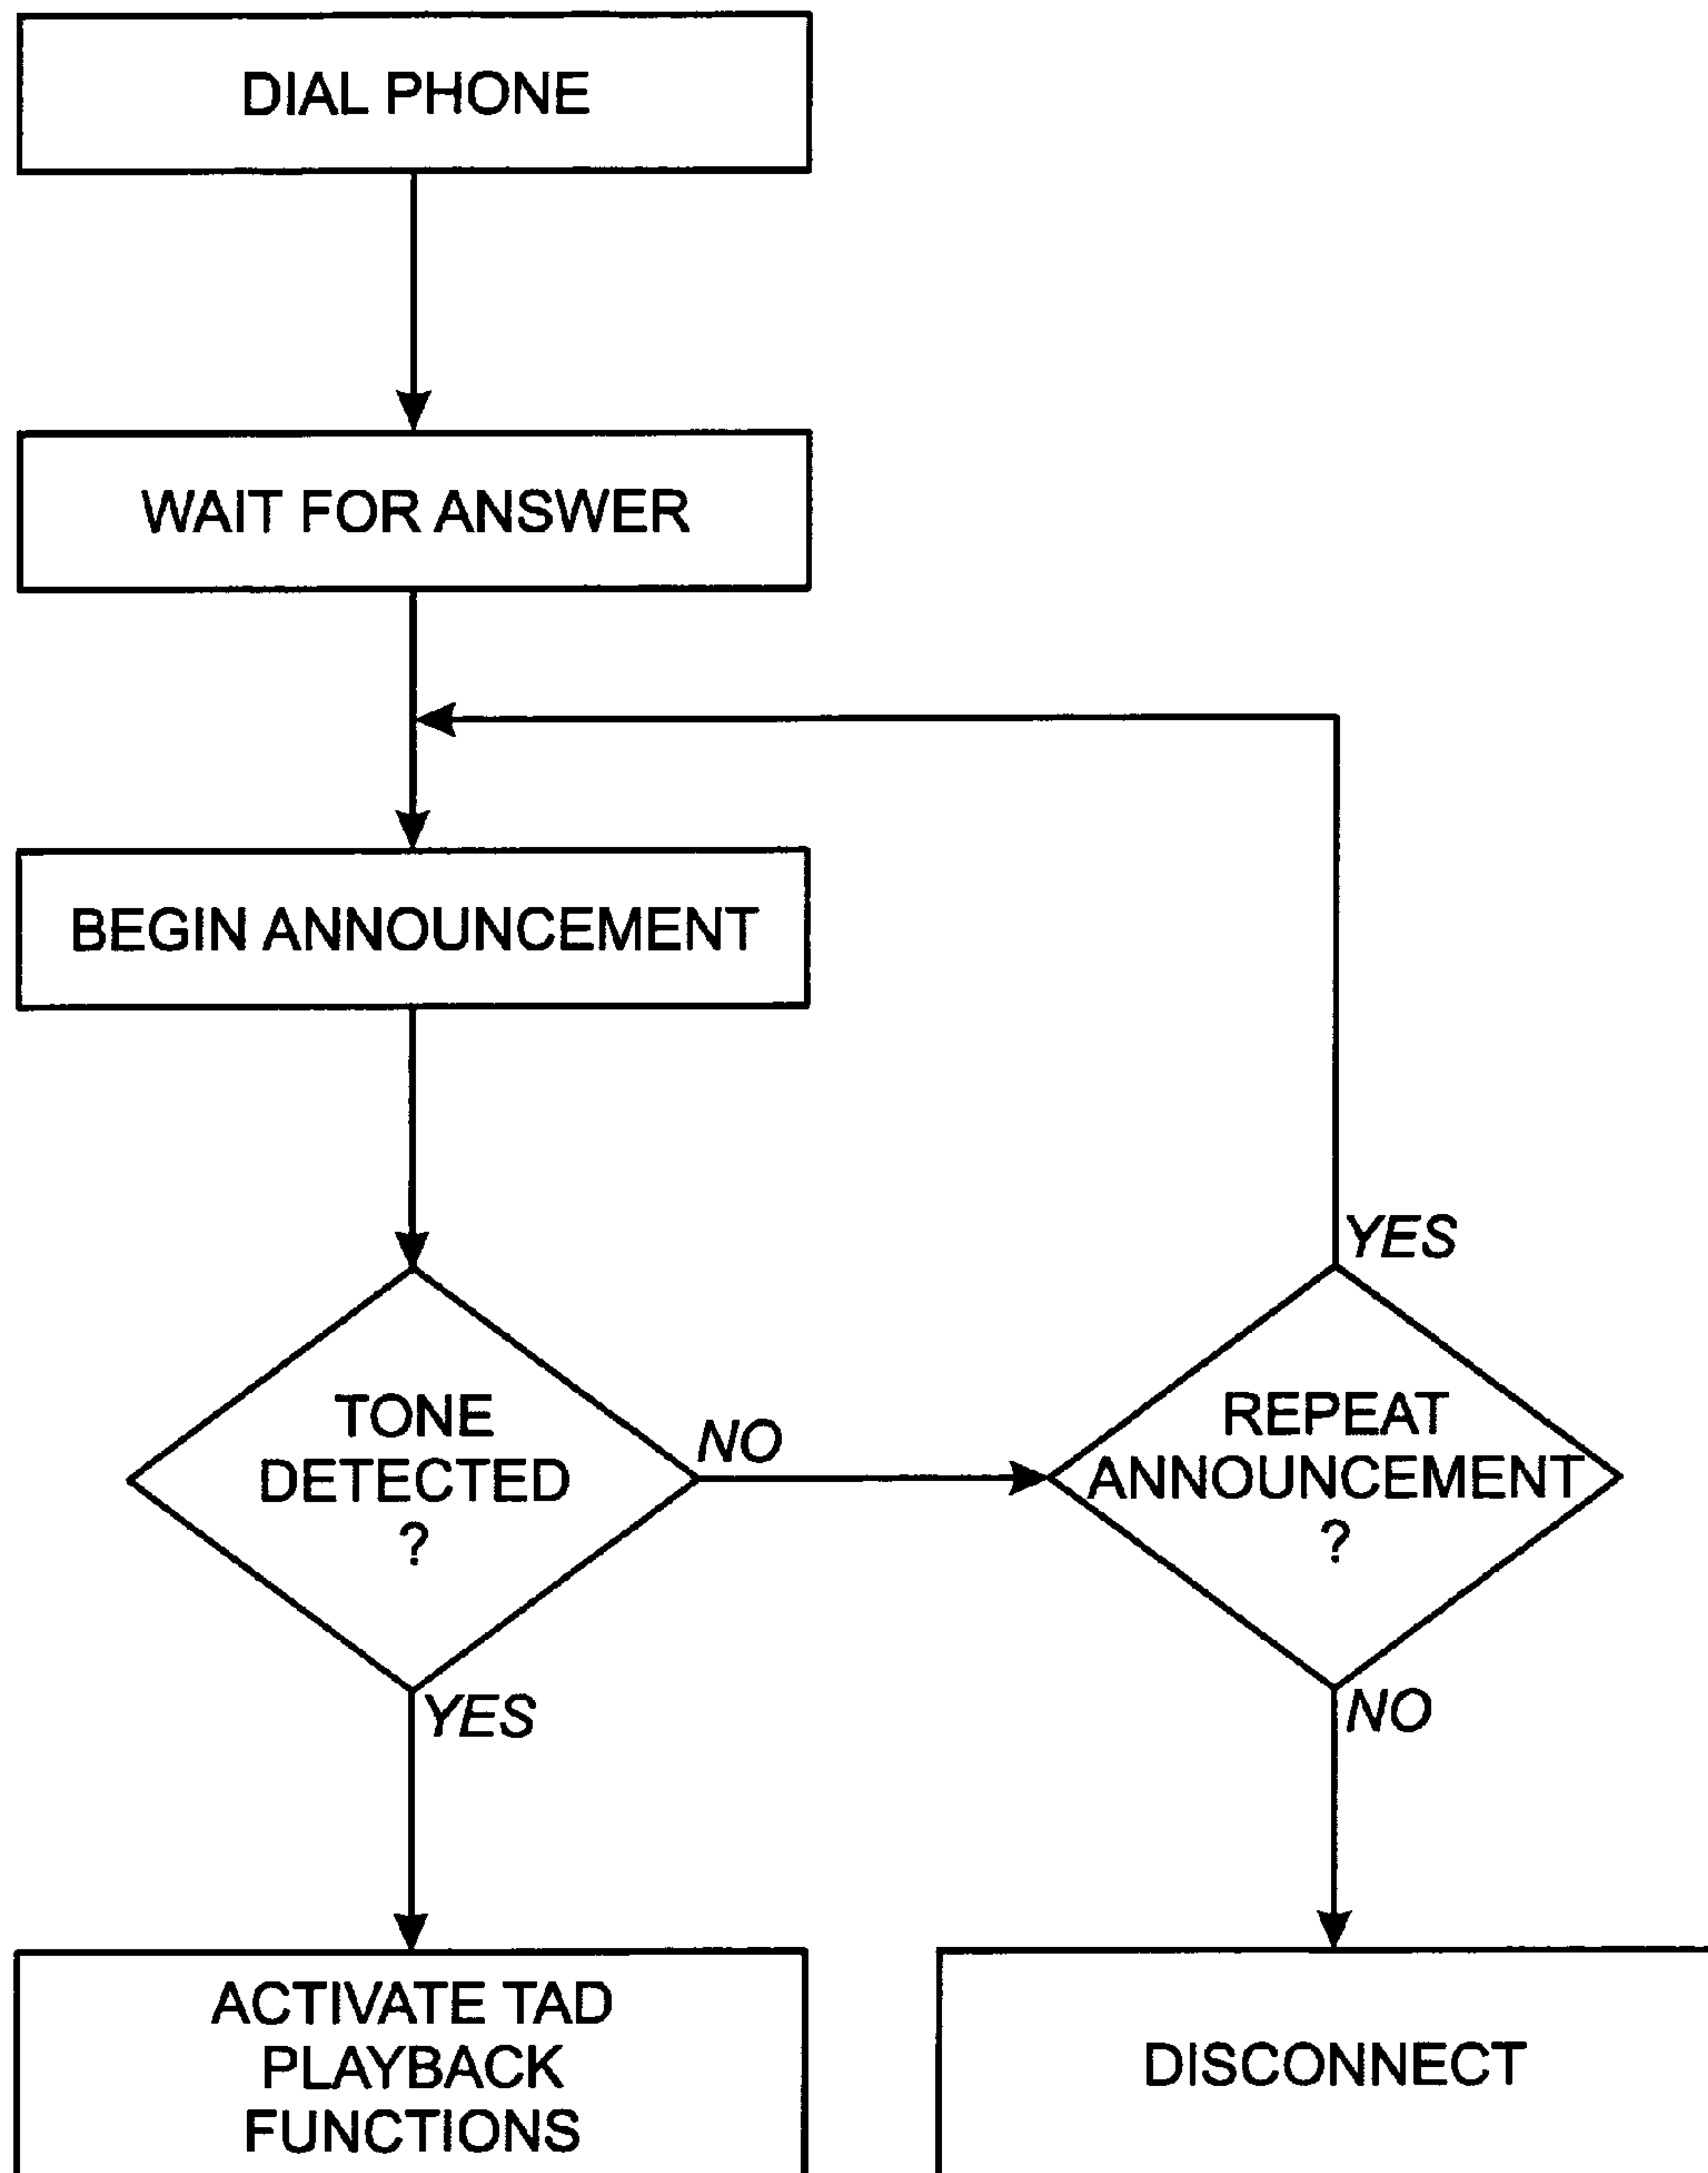 DIAL PHONE
WAIT FOR ANSWER
BEGIN ANNOUNCEMENT
YES
TONE
DETECTED
?
NO
REPEAT
ANNOUNCEMENT
?
YES
NO
ACTIVATE TAD
PLAYBACK
FUNCTIONS
DISCONNECT